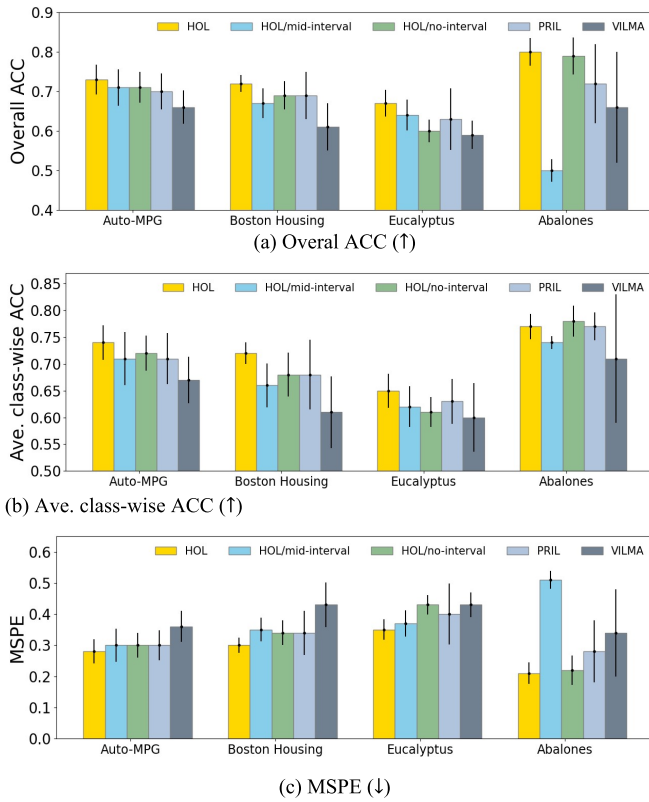 HOL HOL/mid-interval HOL/no-interval PRIL VILMA
0.9
0.8
0.7
0.6
0.5
0.4
Overall ACC
Auto-MPG Boston Housing Eucalyptus Abalones
(a) Overal ACC (↑)
HOL HOL/mid-interval HOL/no-interval PRIL VILMA
0.85
0.80
0.75
0.70
0.65
0.60
0.55
0.50
Ave. class-wise ACC
Auto-MPG Boston Housing Eucalyptus Abalones
(b) Ave. class-wise ACC (↑)
HOL HOL/mid-interval HOL/no-interval PRIL VILMA
0.6
0.5
0.4
0.3
0.2
0.1
0.0
MSPE
Auto-MPG Boston Housing Eucalyptus Abalones
(c) MSPE (↓)